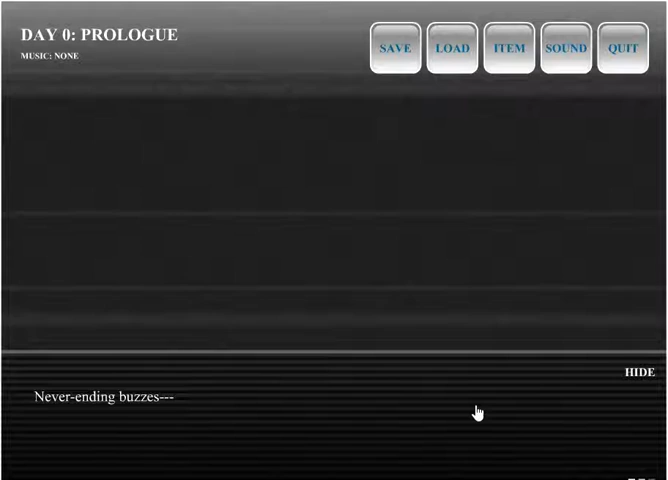 DAY 0: PROLOGUE
MUSIC: NONE
SAVE
LOAD
ITEM
SOUND
QUIT
HIDE
Never-ending buzzes---